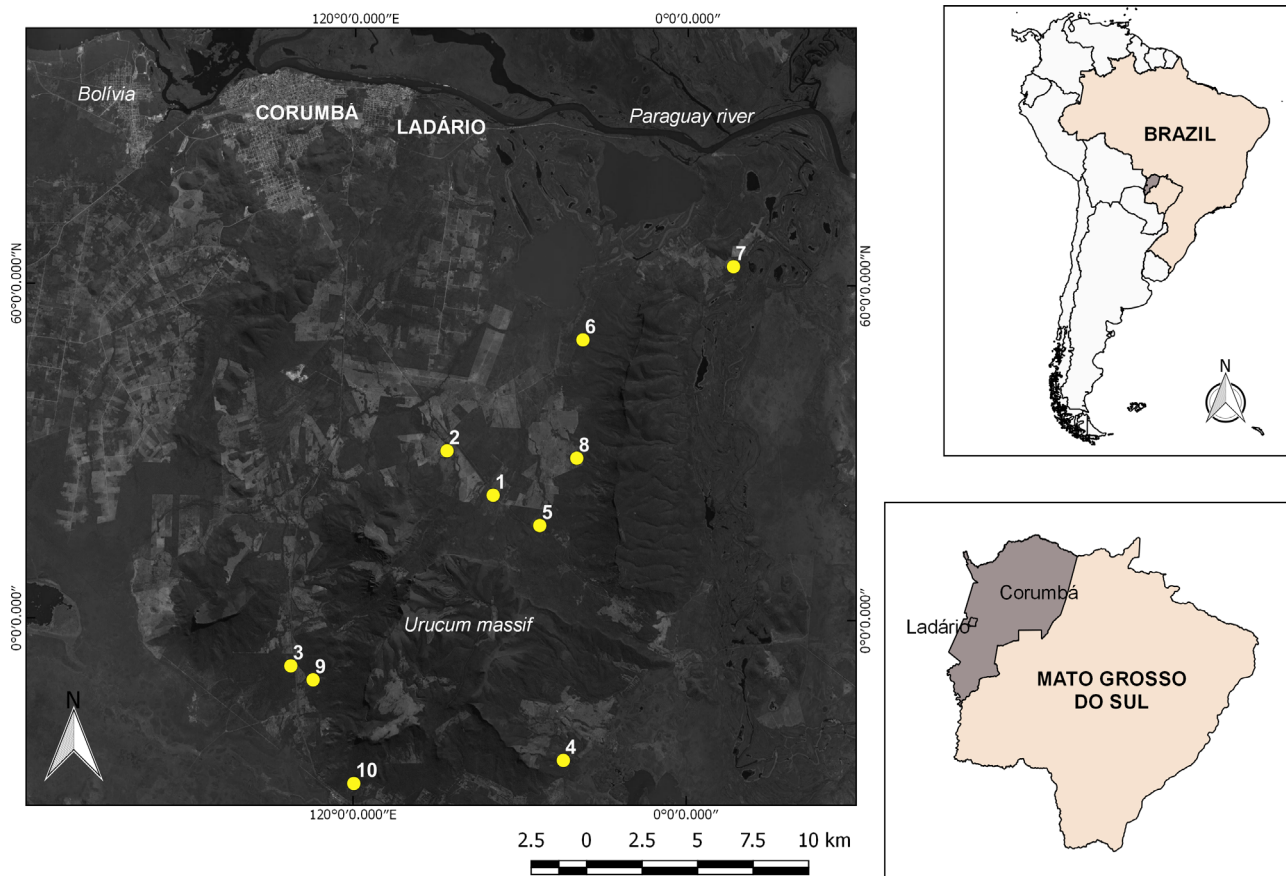 120°0'0.000"E
0°0'0.000"
Bolívia
CORUMBÁ
LADÁRIO
Paraguay river
60°0'0.000"N
60°0'0.000"N
7
6
2
8
1
5
Urucum massif
0°0'0.000"
0°0'0.000"
3
9
N
4
10
120°0'0.000"E
0°0'0.000"
2.5 0 2.5 5 7.5 10 km
BRAZIL
N
Corumbá
Ladário
MATO GROSSO
DO SUL